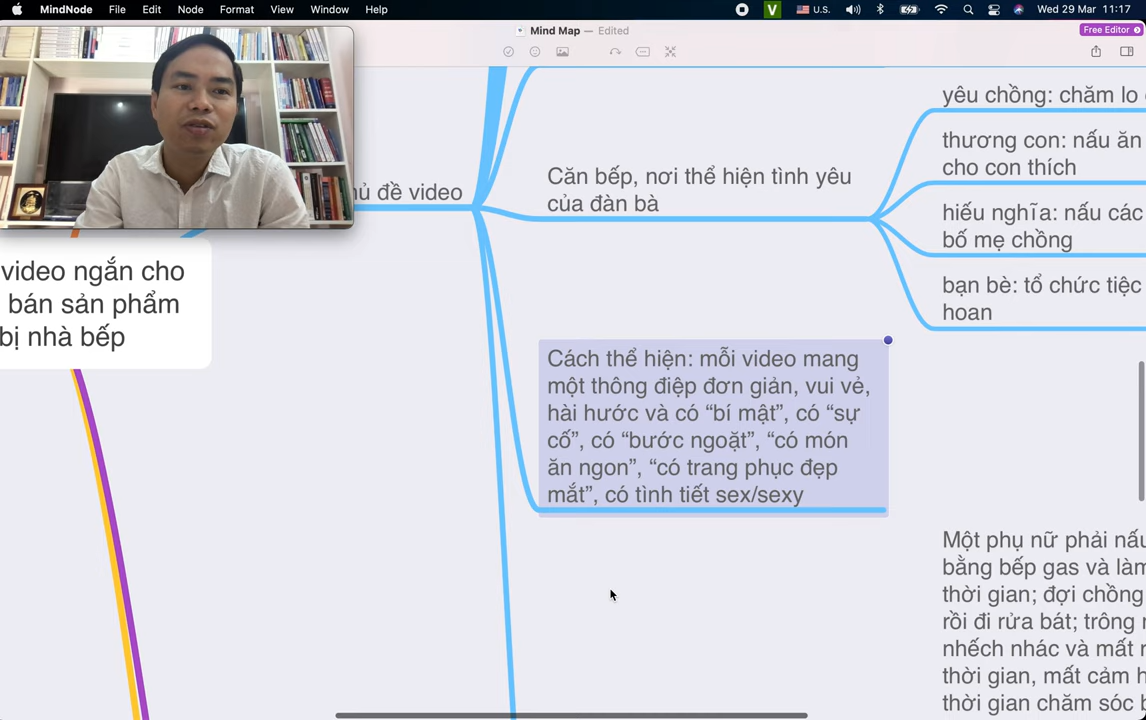 MindNode File Edit Node Format View Window Help V U.S. Wed 29 Mar 11:17
Mind Map — Edited
Free Editor
yêu chồng: chăm lo
thương con: nấu ăn
cho con thích
Căn bếp, nơi thể hiện tình yêu
của đàn bà
hủ đề video
hiếu nghĩa: nấu các
bố mẹ chồng
bạn bè: tổ chức tiệc
hoan
video ngắn cho
bán sản phẩm
bị nhà bếp
Cách thể hiện: mỗi video mang
một thông điệp đơn giản, vui vẻ,
hài hước và có “bí mật”, có “sự
cố”, có “bước ngoặt”, “có món
ăn ngon”, “có trang phục đẹp
mắt”, có tình tiết sex/sexy
Một phụ nữ phải nấu
bằng bếp gas và làm
thời gian; đợi chồng
rồi đi rửa bát; trông
nhếch nhác và mất
thời gian, mất cảm
thời gian chăm sóc